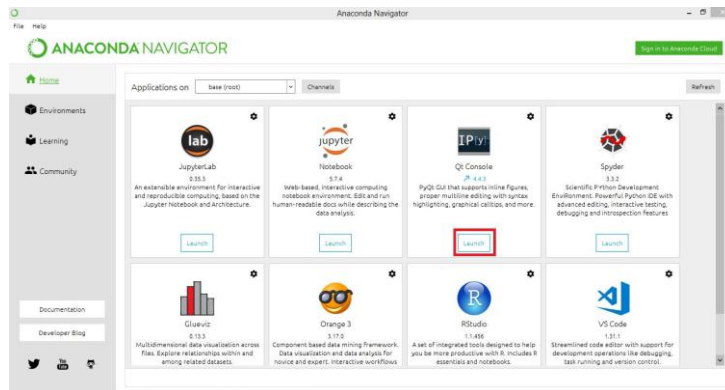 Anaconda Navigator
File Help
ANACONDA NAVIGATOR
Sign in to Anaconda Cloud
Home
Applications on base (root) Channels
Refresh
Environments
Learning
Community
lab
JupyterLab
0.35.3
An extensible environment for interactive
and reproducible computing, based on the
Jupyter Notebook and Architecture.
Launch
jupyter
Notebook
5.7.4
Web-based, interactive computing
notebook environment. Edit and run
human-readable docs while describing the
data analysis.
Launch
IP[y]:
Qt Console
4.4.3
PyQt GUI that supports inline figures,
proper multiline editing with syntax
highlighting, graphical calltips, and more.
Launch
Spyder
3.3.2
Scientific PYthon Development
EnviRonment. Powerful Python IDE with
advanced editing, interactive testing,
debugging and introspection features
Launch
Glueviz
0.13.3
Multidimensional data visualization across
files. Explore relationships within and
among related datasets.
Orange 3
3.17.0
Component based data mining framework.
Data visualization and data analysis for
novice and expert. Interactive workflows
R
RStudio
1.1.456
A set of integrated tools designed to help
you be more productive with R. Includes R
essentials and notebooks.
VS Code
1.31.1
Streamlined code editor with support for
development operations like debugging,
task running and version control.
Documentation
Developer Blog
You
Tube